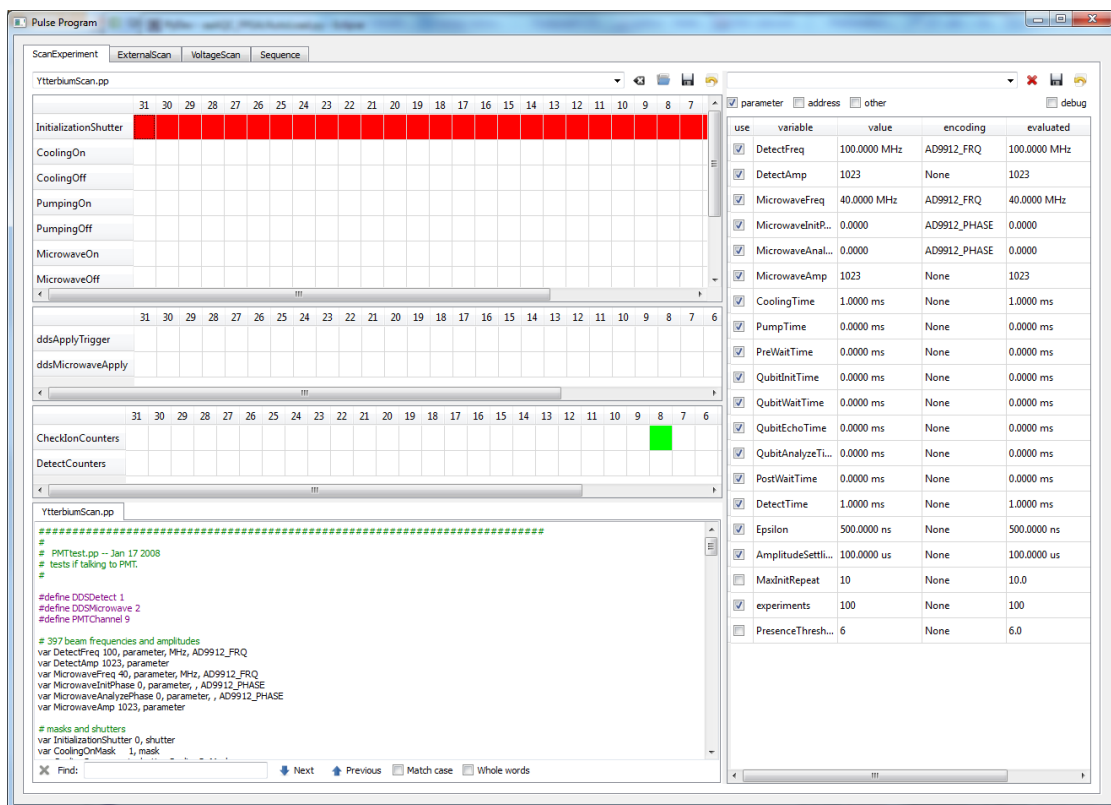 Pulse Program
ScanExperiment ExternalScan VoltageScan Sequence
YtterbiumScan.pp
31 30 29 28 27 26 25 24 23 22 21 20 19 18 17 16 15 14 13 12 11 10 9 8 7
InitializationShutter
CoolingOn
CoolingOff
PumpingOn
PumpingOff
MicrowaveOn
MicrowaveOff
31 30 29 28 27 26 25 24 23 22 21 20 19 18 17 16 15 14 13 12 11 10 9 8 7 6
ddsApplyTrigger
ddsMicrowaveApply
31 30 29 28 27 26 25 24 23 22 21 20 19 18 17 16 15 14 13 12 11 10 9 8 7 6
CheckIonCounters
DetectCounters
YtterbiumScan.pp
###########################################################################
#
# PMTtest.pp -- Jan 17 2008
# tests if talking to PMT.
#
#define DDSDetect 1
#define DDSMicrowave 2
#define PMTChannel 9
# 397 beam frequencies and amplitudes
var DetectFreq 100, parameter, MHz, AD9912_FRQ
var DetectAmp 1023, parameter
var MicrowaveFreq 40, parameter, MHz, AD9912_FRQ
var MicrowaveInitPhase 0, parameter, , AD9912_PHASE
var MicrowaveAnalyzePhase 0, parameter, , AD9912_PHASE
var MicrowaveAmp 1023, parameter
# masks and shutters
var InitializationShutter 0, shutter
var CoolingOnMask 1, mask
Find: Next Previous Match case Whole words
parameter address other debug
use variable value encoding evaluated
DetectFreq 100.0000 MHz AD9912_FRQ 100.0000 MHz
DetectAmp 1023 None 1023
MicrowaveFreq 40.0000 MHz AD9912_FRQ 40.0000 MHz
MicrowaveInitP... 0.0000 AD9912_PHASE 0.0000
MicrowaveAnal... 0.0000 AD9912_PHASE 0.0000
MicrowaveAmp 1023 None 1023
CoolingTime 1.0000 ms None 1.0000 ms
PumpTime 0.0000 ms None 0.0000 ms
PreWaitTime 0.0000 ms None 0.0000 ms
QubitInitTime 0.0000 ms None 0.0000 ms
QubitWaitTime 0.0000 ms None 0.0000 ms
QubitEchoTime 0.0000 ms None 0.0000 ms
QubitAnalyzeTi... 0.0000 ms None 0.0000 ms
PostWaitTime 0.0000 ms None 0.0000 ms
DetectTime 1.0000 ms None 1.0000 ms
Epsilon 500.0000 ns None 500.0000 ns
AmplitudeSettli... 100.0000 us None 100.0000 us
MaxInitRepeat 10 None 10.0
experiments 100 None 100
PresenceThresh... 6 None 6.0